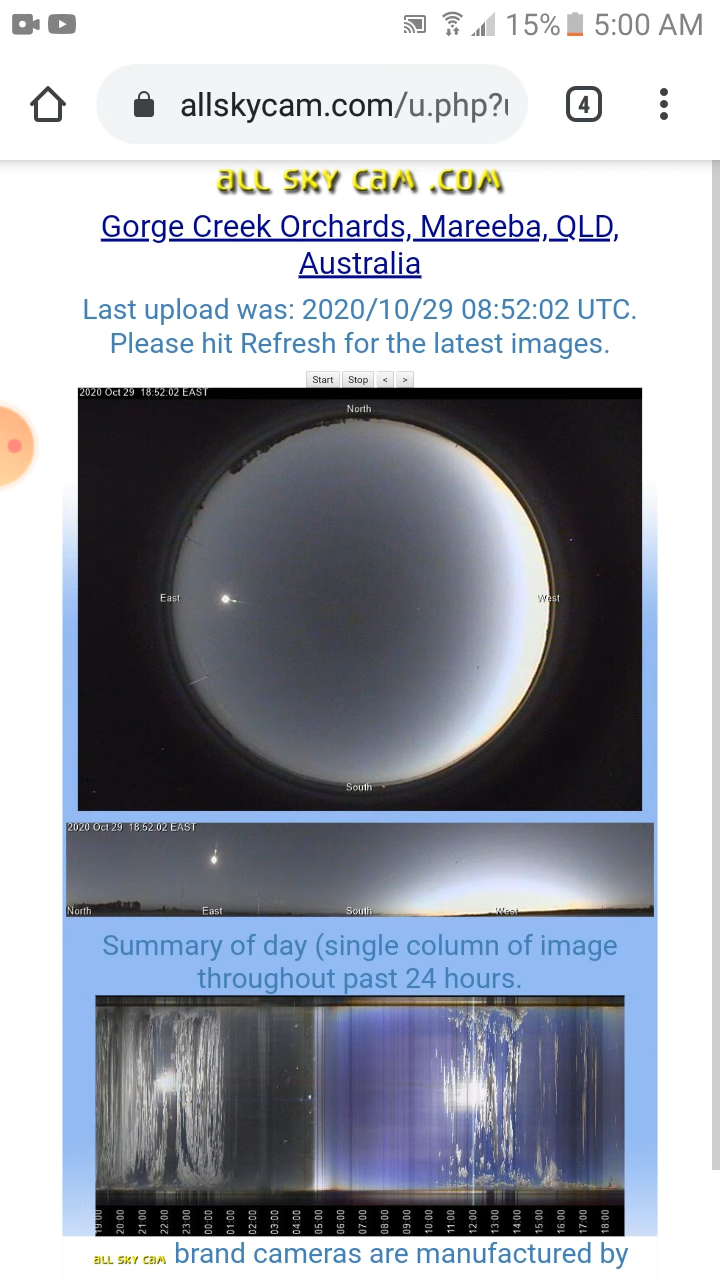 15% 5:00 AM
allskycam.com/u.php?
4
ALL SKY CAM .COM
Gorge Creek Orchards, Mareeba, QLD,
Australia
Last upload was: 2020/10/29 08:52:02 UTC.
Please hit Refresh for the latest images.
Start Stop < >
2020 Oct 29 18:52:02 EAST
North
East West
South
2020 Oct 29 18:52:02 EAST
North East South West
Summary of day (single column of image
throughout past 24 hours.
19:00 20:00 21:00 22:00 23:00 00:00 01:00 02:00 03:00 04:00 05:00 06:00 07:00 08:00 09:00 10:00 11:00 12:00 13:00 14:00 15:00 16:00 17:00 18:00
ALL SKY CAM brand cameras are manufactured by